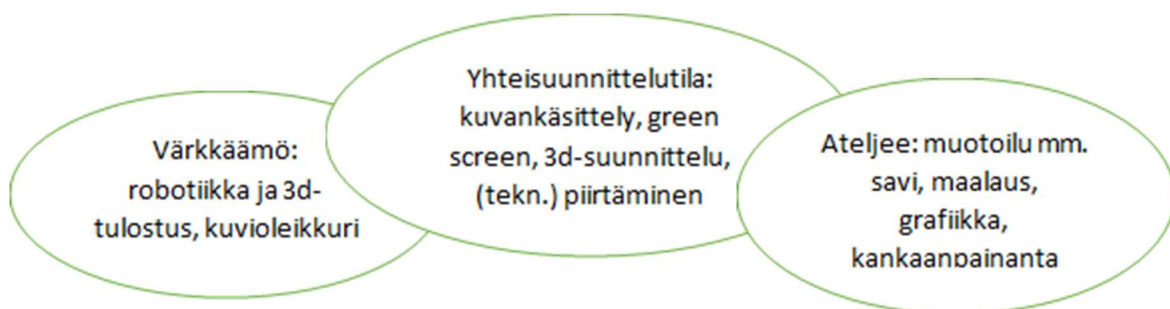 Värkkäämö:
robotiikka ja 3d-
tulostus, kuvioleikkuri
Yhteisuunnittelutila:
kuvankäsittely, green
screen, 3d-suunnittelu,
(tekn.) piirtäminen
Ateljee: muotoilu mm.
savi, maalaus,
grafiikka,
kankaanpainanta